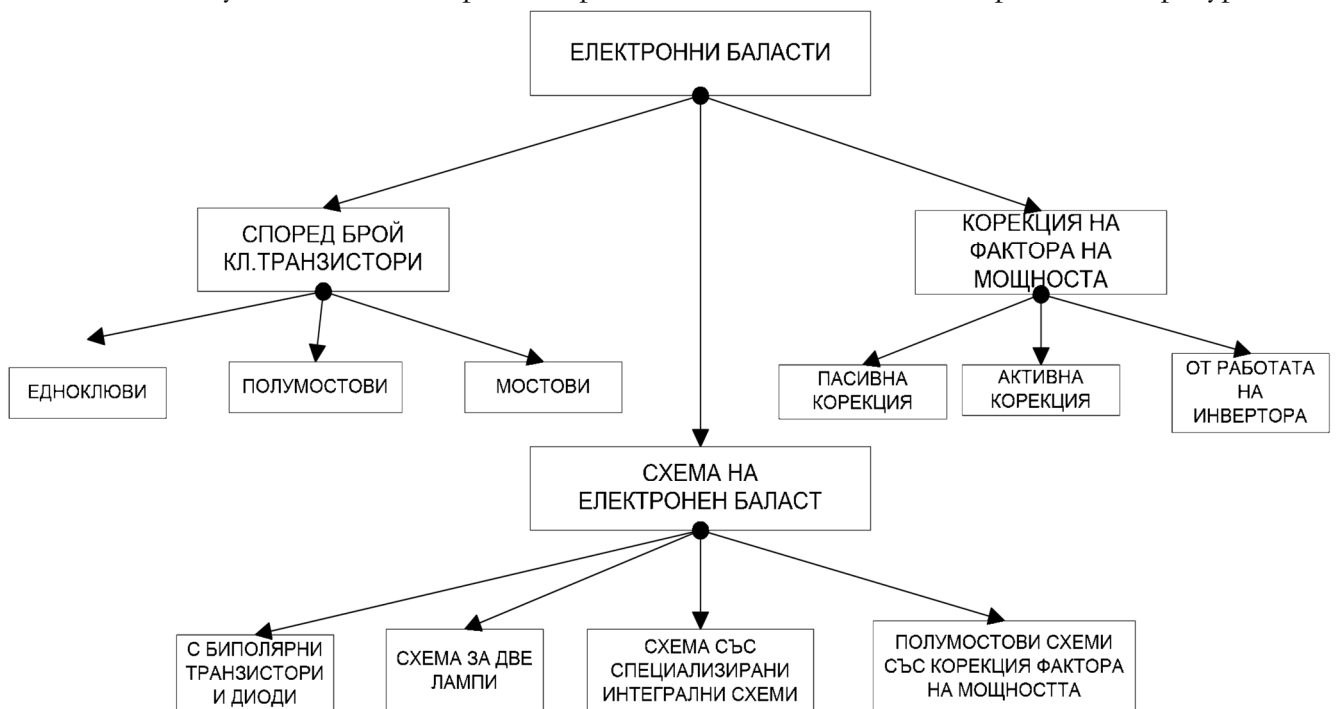 ЕЛЕКТРОННИ БАЛАСТИ
СПОРЕД БРОЙ
КЛ.ТРАНЗИСТОРИ
КОРЕКЦИЯ НА
ФАКТОРА НА
МОЩНОСТА
ЕДНОКЛЮВИ
ПОЛУМОСТОВИ
МОСТОВИ
ПАСИВНА
КОРЕКЦИЯ
АКТИВНА
КОРЕКЦИЯ
ОТ РАБОТАТА
НА
ИНВЕРТОРА
СХЕМА НА
ЕЛЕКТРОНЕН БАЛАСТ
С БИПОЛЯРНИ
ТРАНЗИСТОРИ
И ДИОДИ
СХЕМА ЗА ДВЕ
ЛАМПИ
СХЕМА СЪС
СПЕЦИАЛИЗИРАНИ
ИНТЕГРАЛНИ СХЕМИ
ПОЛУМОСТОВИ СХЕМИ
СЪС КОРЕКЦИЯ ФАКТОРА
НА МОЩНОСТТА